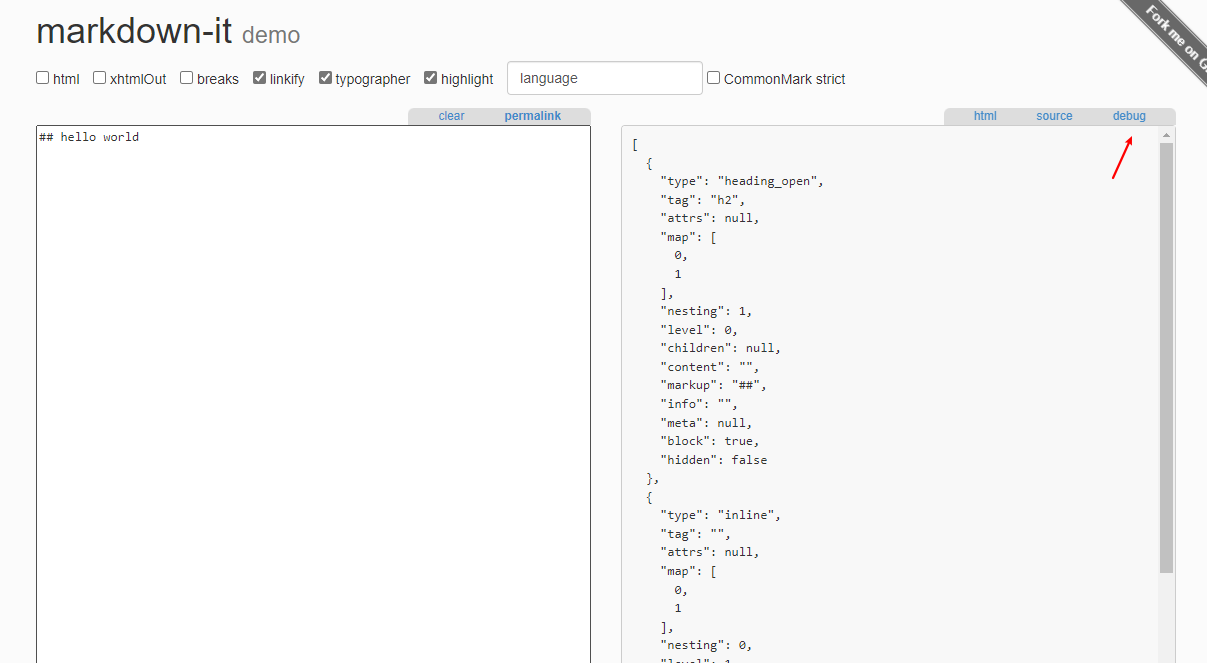 markdown-it demo
Fork me on G
html xhtmlOut breaks linkify typographer highlight language CommonMark strict
clear permalink
html source debug
## hello world
[
{
"type": "heading_open",
"tag": "h2",
"attrs": null,
"map": [
0,
1
],
"nesting": 1,
"level": 0,
"children": null,
"content": "",
"markup": "##",
"info": "",
"meta": null,
"block": true,
"hidden": false
},
{
"type": "inline",
"tag": "",
"attrs": null,
"map": [
0,
1
],
"nesting": 0,
"level": 1